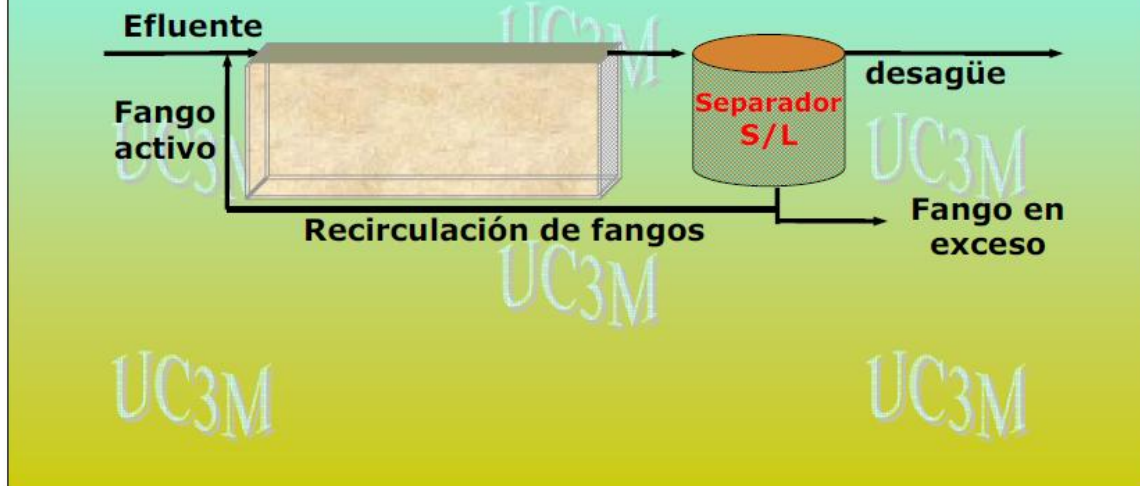 UC3M
Efluente
desagüe
Separador
S/L
Fango
activo
UC3M
UC3M
Recirculación de fangos
Fango en
exceso
UC3M
UC3M
UC3M